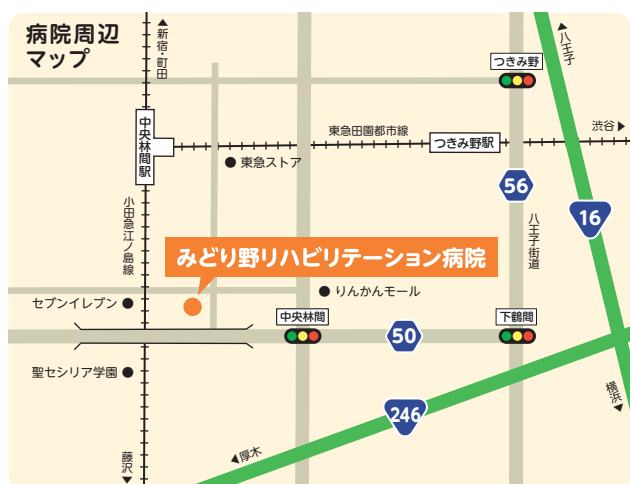 病院周辺
マップ
▲新宿・町田
つきみ野
▲八王子
中央林間駅
東急田園都市線
つきみ野駅
渋谷▶
東急ストア
56
16
小田急江ノ島線
八王子街道
みどり野リハビリテーション病院
セブンイレブン
りんかんモール
中央林間
下鶴間
50
聖セシリア学園
246
横浜▼
◀厚木
藤沢▼